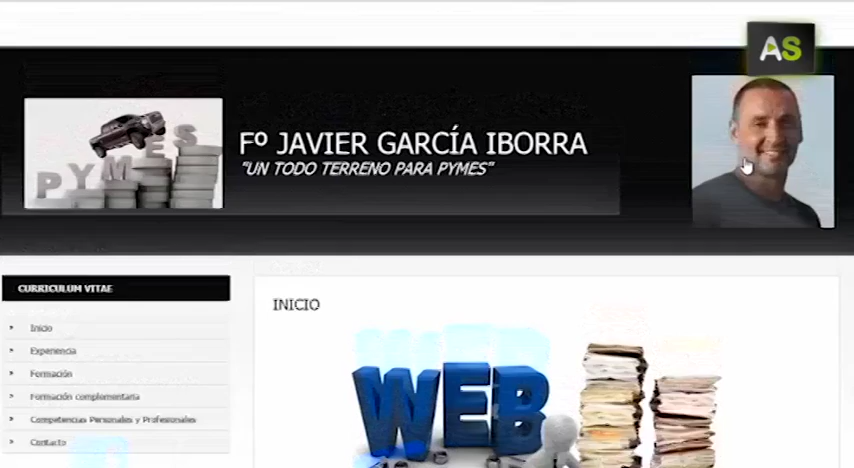 AS
PYMES
Fº JAVIER GARCÍA IBORRA
"UN TODO TERRENO PARA PYMES"
CURRICULUM VITAE
Inicio
Experiencia
Formación
Formación complementaria
Competencias Personales y Profesionales
Contacto
INICIO
WEB